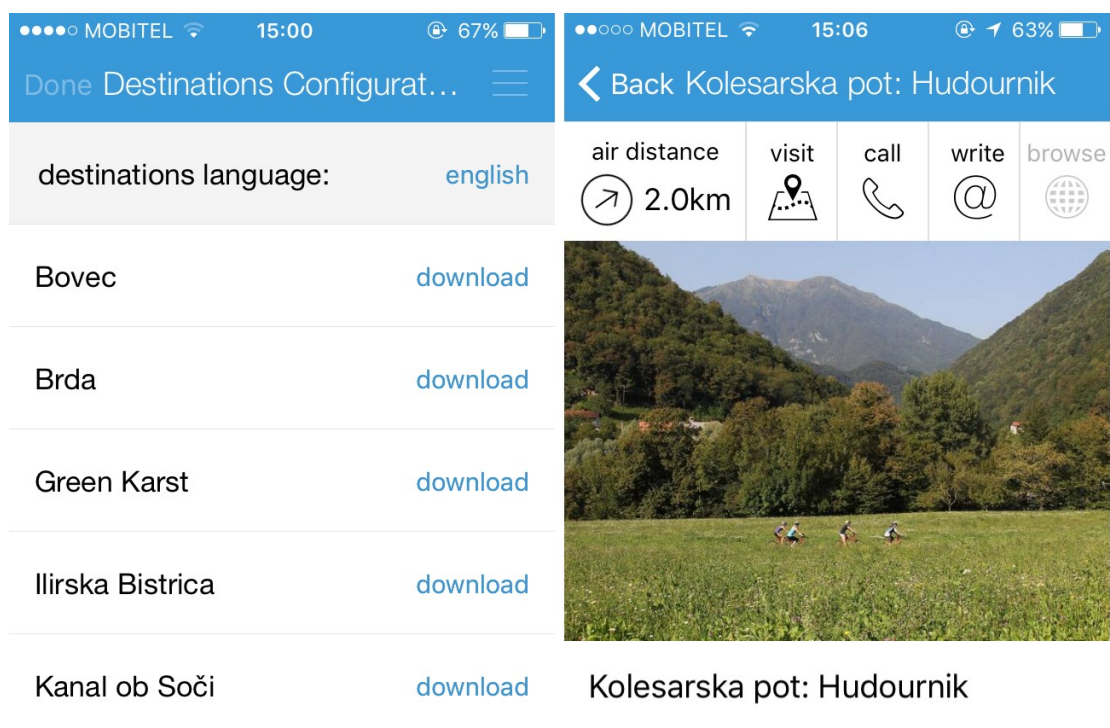 MOBITEL 15:00 67%
Done Destinations Configurat...
destinations language: english
Bovec download
Brda download
Green Karst download
Ilirska Bistrica download
Kanal ob Soči download
MOBITEL 15:06 63%
Back Kolesarska pot: Hudournik
air distance visit call write browse
2.0km @
Kolesarska pot: Hudournik